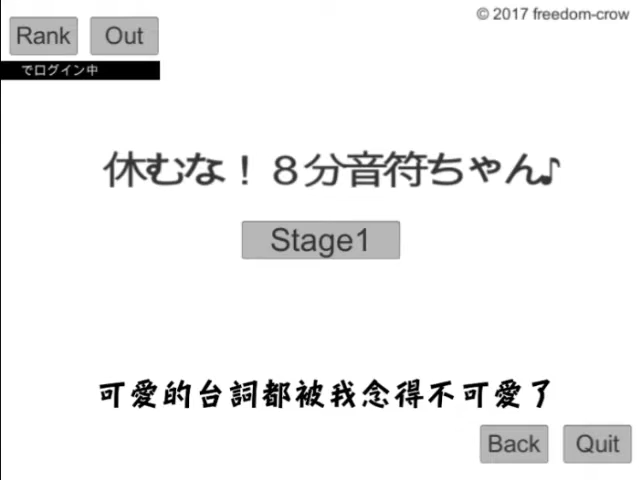 © 2017 freedom-crow
Rank Out
でログイン中
休むな！８分音符ちゃん♪
Stage1
可愛的台詞都被我念得不可愛了
Back Quit